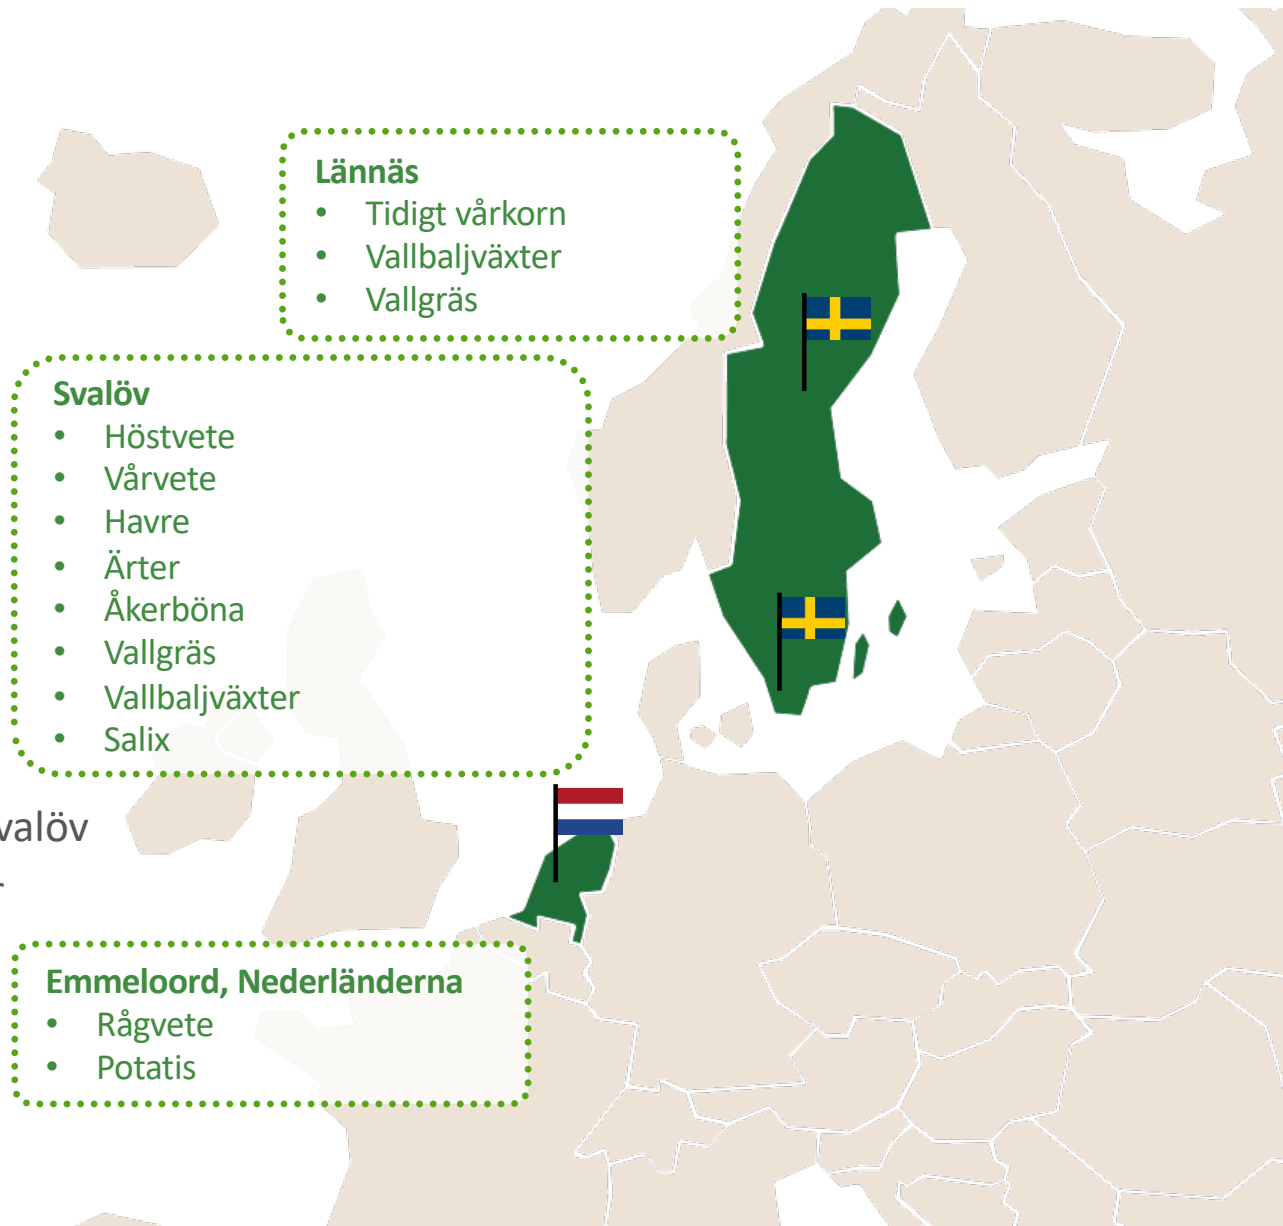 Lännäs
• Tidigt vårkorn
• Vallbaljväxter
• Vallgräs
Svalöv
• Höstvete
• Vårvete
• Havre
• Ärter
• Åkerböna
• Vallgräs
• Vallbaljväxter
• Salix
valöv
Emmeloord, Nederländerna
• Rågvete
• Potatis